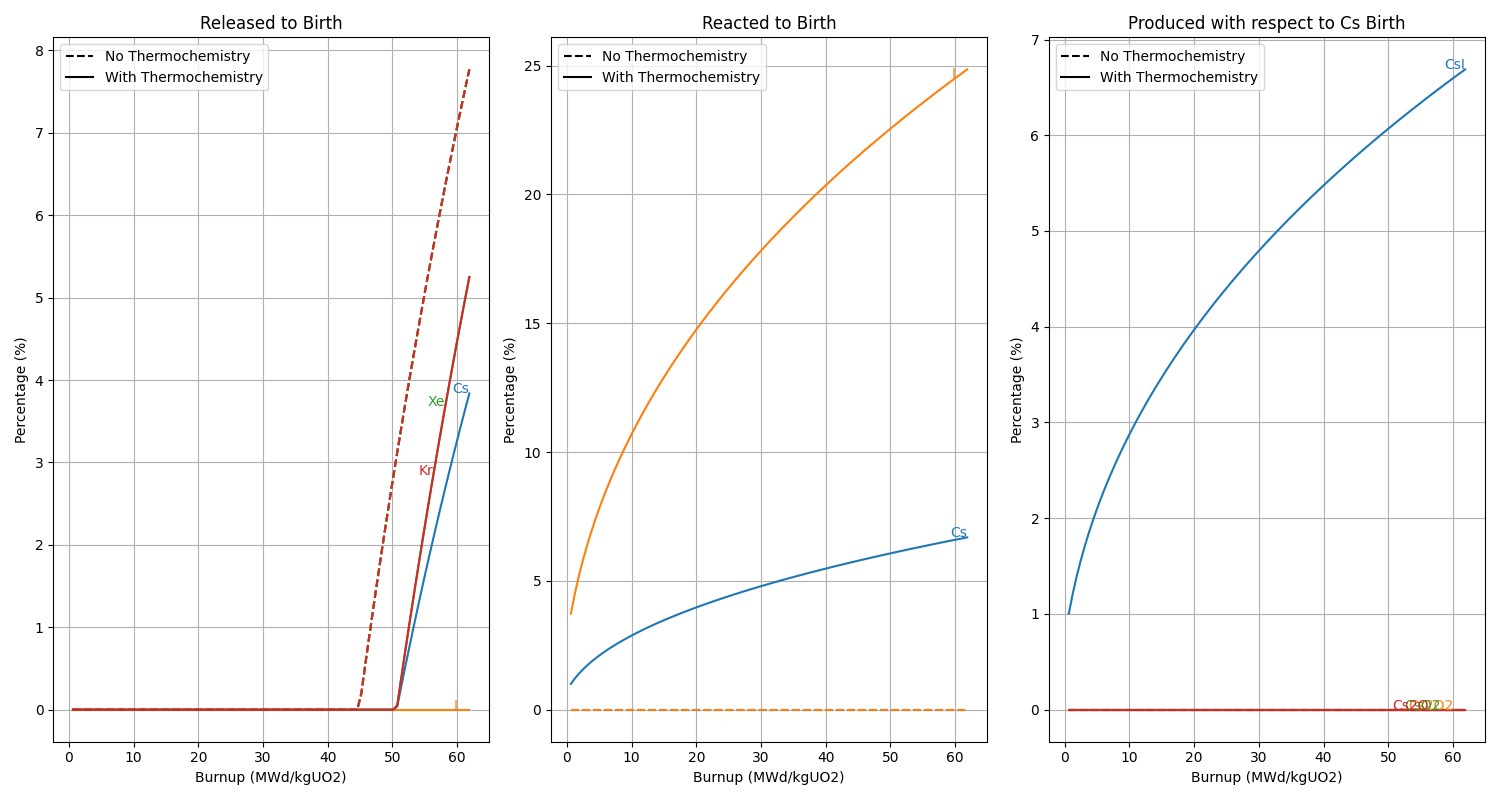 Released to Birth
No Thermochemistry
With Thermochemistry
Percentage (%)
8
7
6
5
4
3
2
1
0
Cs
Xe
Kr
I
0 10 20 30 40 50 60
Burnup (MWd/kgUO2)
Reacted to Birth
No Thermochemistry
With Thermochemistry
Percentage (%)
25
20
15
10
5
0
I
Cs
0 10 20 30 40 50 60
Burnup (MWd/kgUO2)
Produced with respect to Cs Birth
No Thermochemistry
With Thermochemistry
Percentage (%)
7
6
5
4
3
2
1
0
CsI
Cs2O
0 10 20 30 40 50 60
Burnup (MWd/kgUO2)